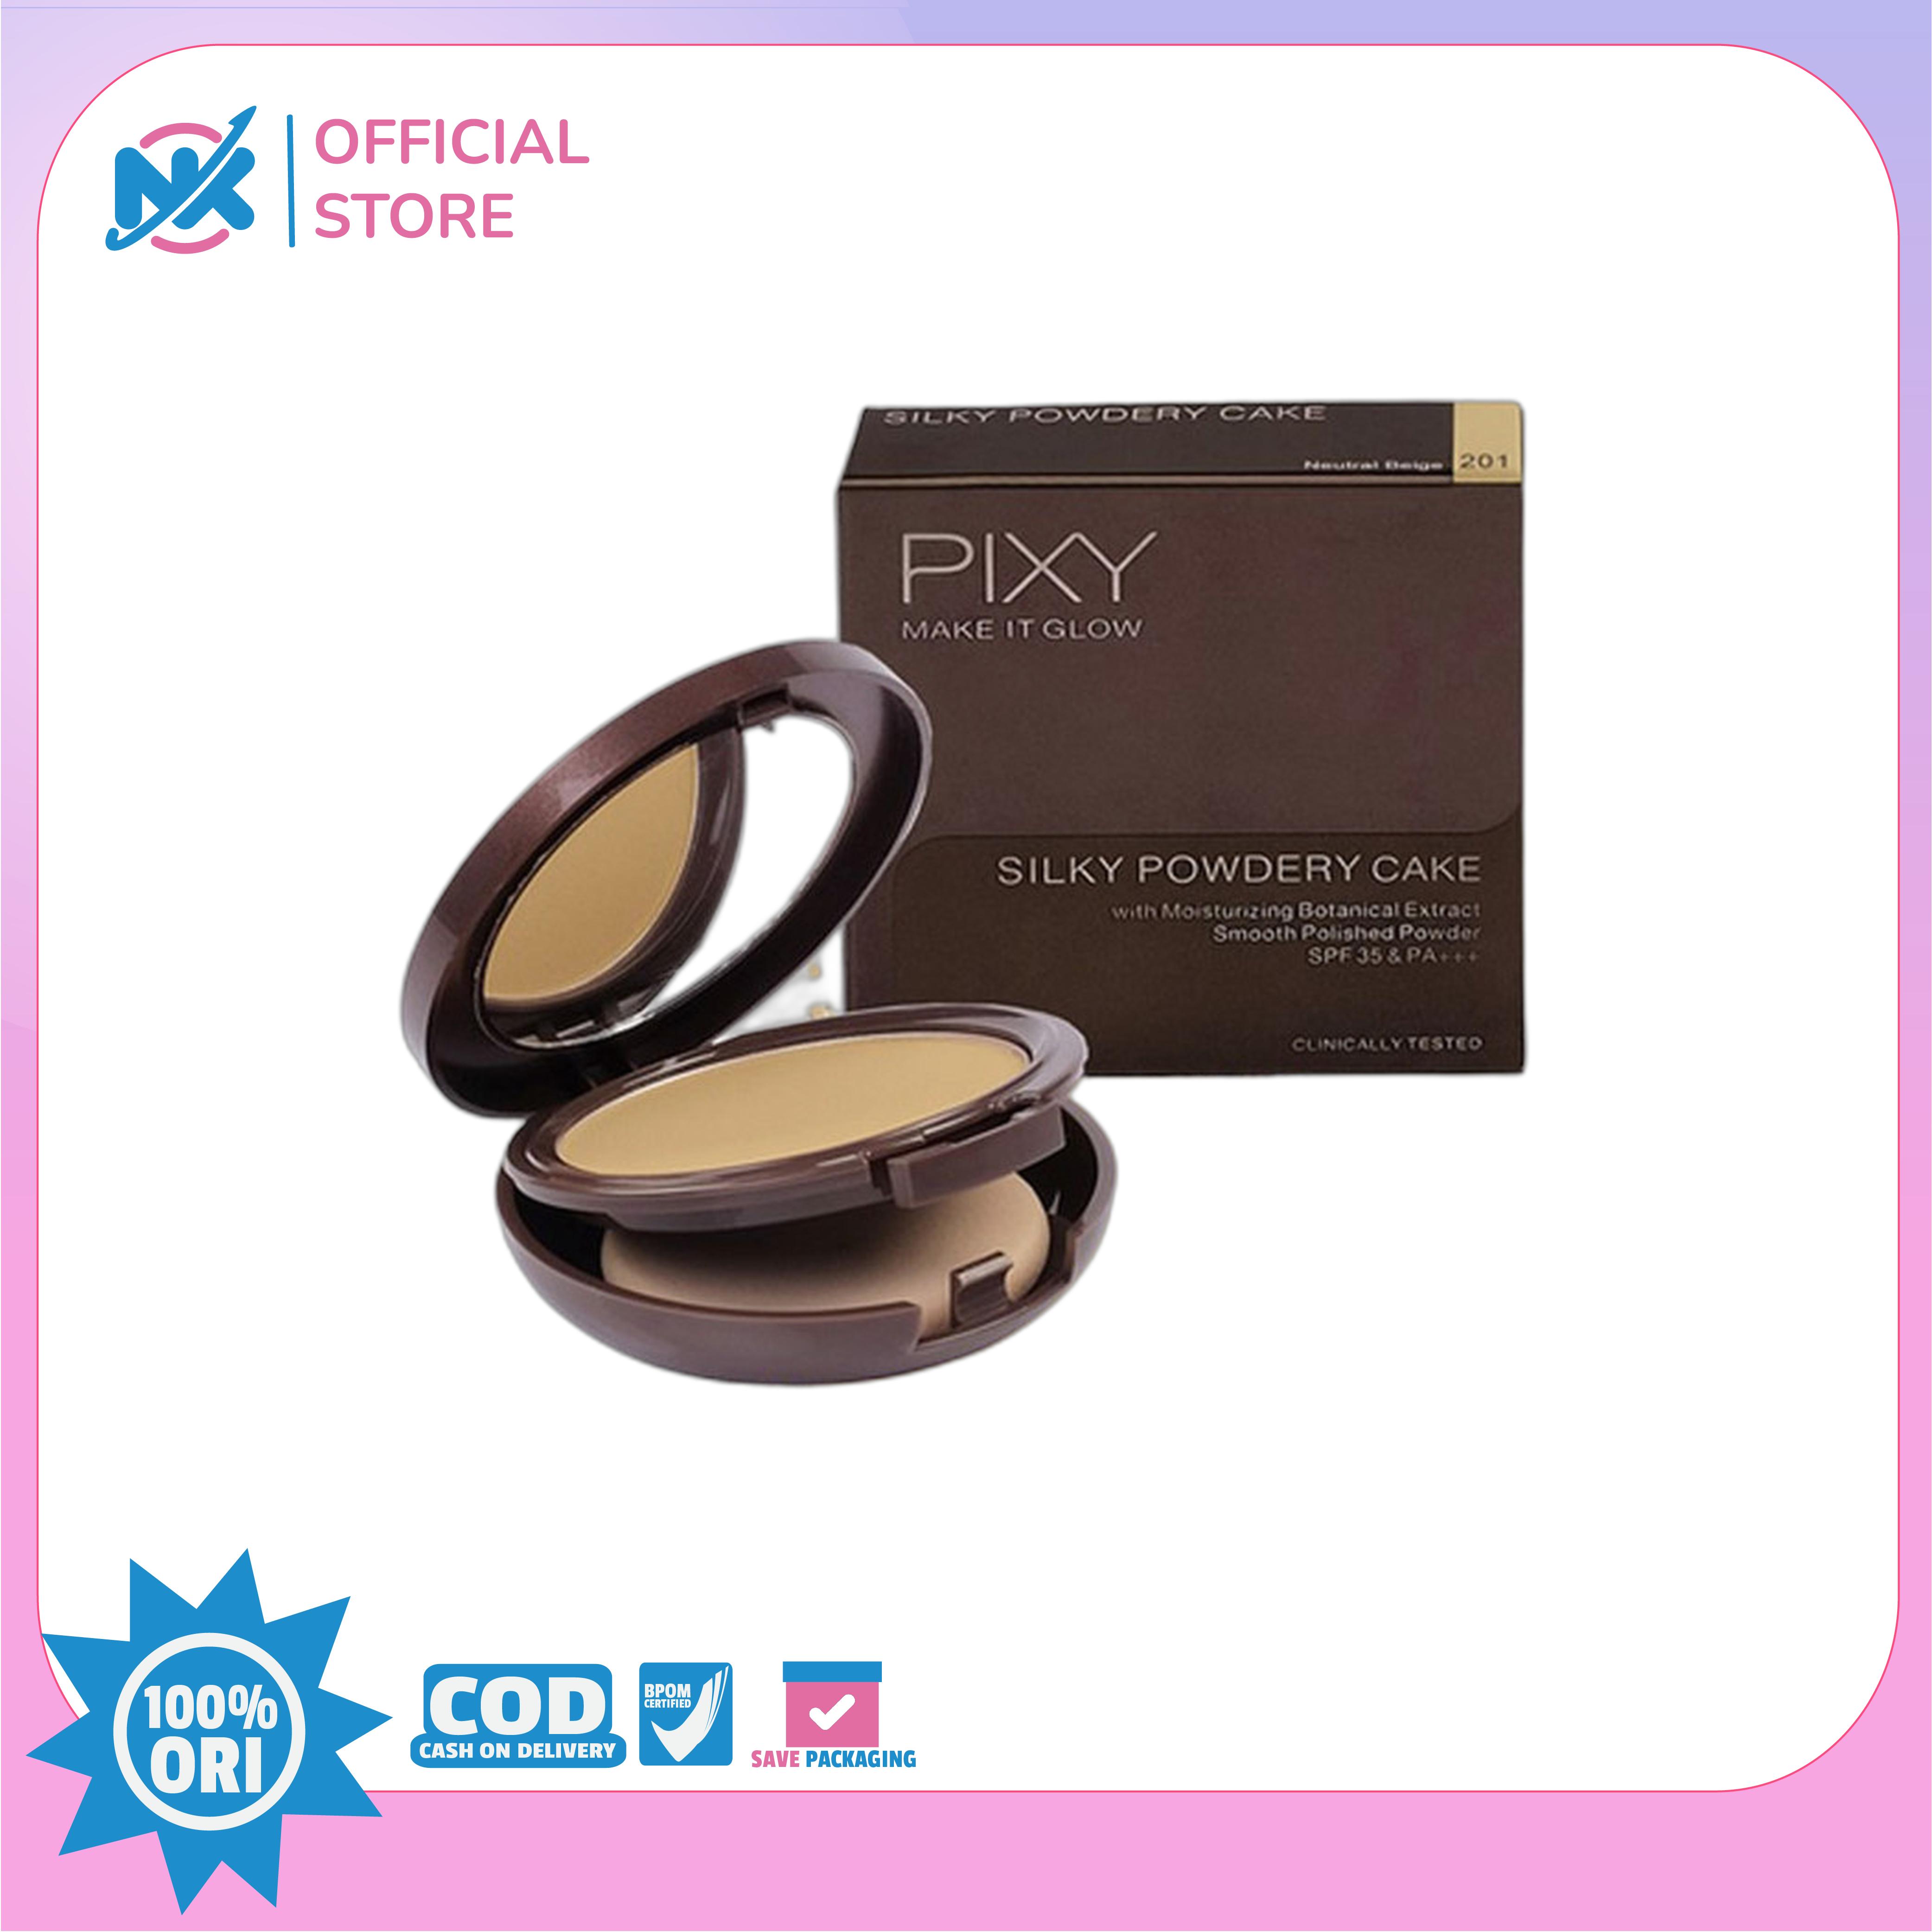 NK
OFFICIAL
STORE
SILKY POWDERY CAKE
Neutral Beige 201
PIXY
MAKE IT GLOW
SILKY POWDERY CAKE
with Moisturizing Botanical Extract
Smooth Polished Powder
SPF 35 & PA+++
CLINICALLY TESTED
100%
ORI
COD
CASH ON DELIVERY
BPOM
CERTIFIED
SAVE PACKAGING